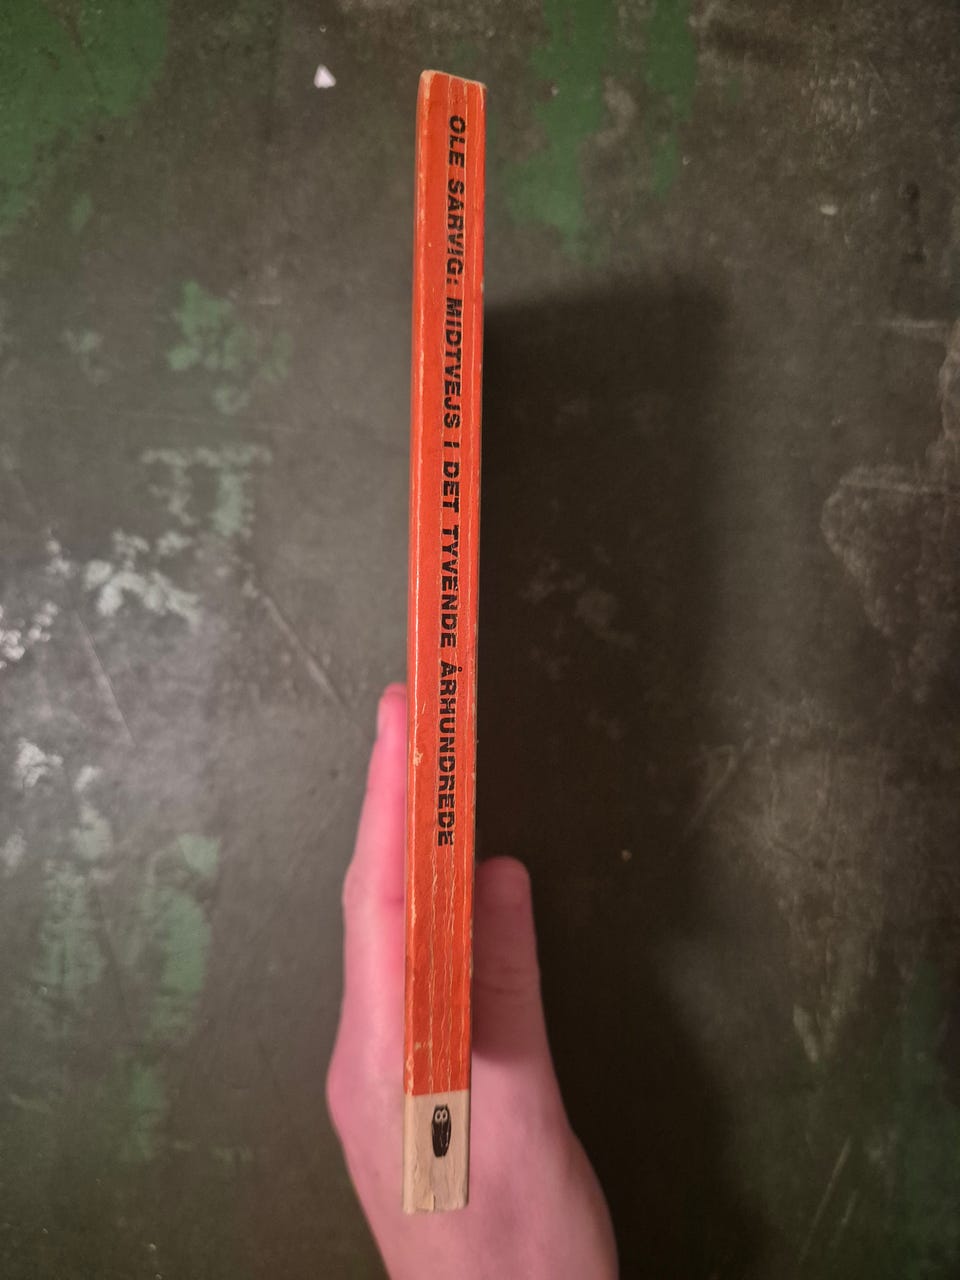 OLE SARVIG: MIDTVEJS I DET TYVENDE ÅRHUNDREDE